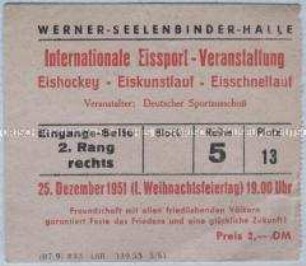 WERNER-SEELENBINDER-HALLE
Internationale Eissport-Veranstaltung
Eishockey - Eiskunstlauf - Eisschnellauf
Veranstalter: Deutscher Sportausschuß
Eingangs-Seite
2. Rang
rechts
Block
Reihe
5
Platz
13
25. Dezember 1951 (I. Weihnachtsfeiertag) 19.00 Uhr
Freundschaft mit allen friedliebenden Völkern
garantiert Feste des Friedens und eine glückliche Zukunft!
Preis 2,— DM